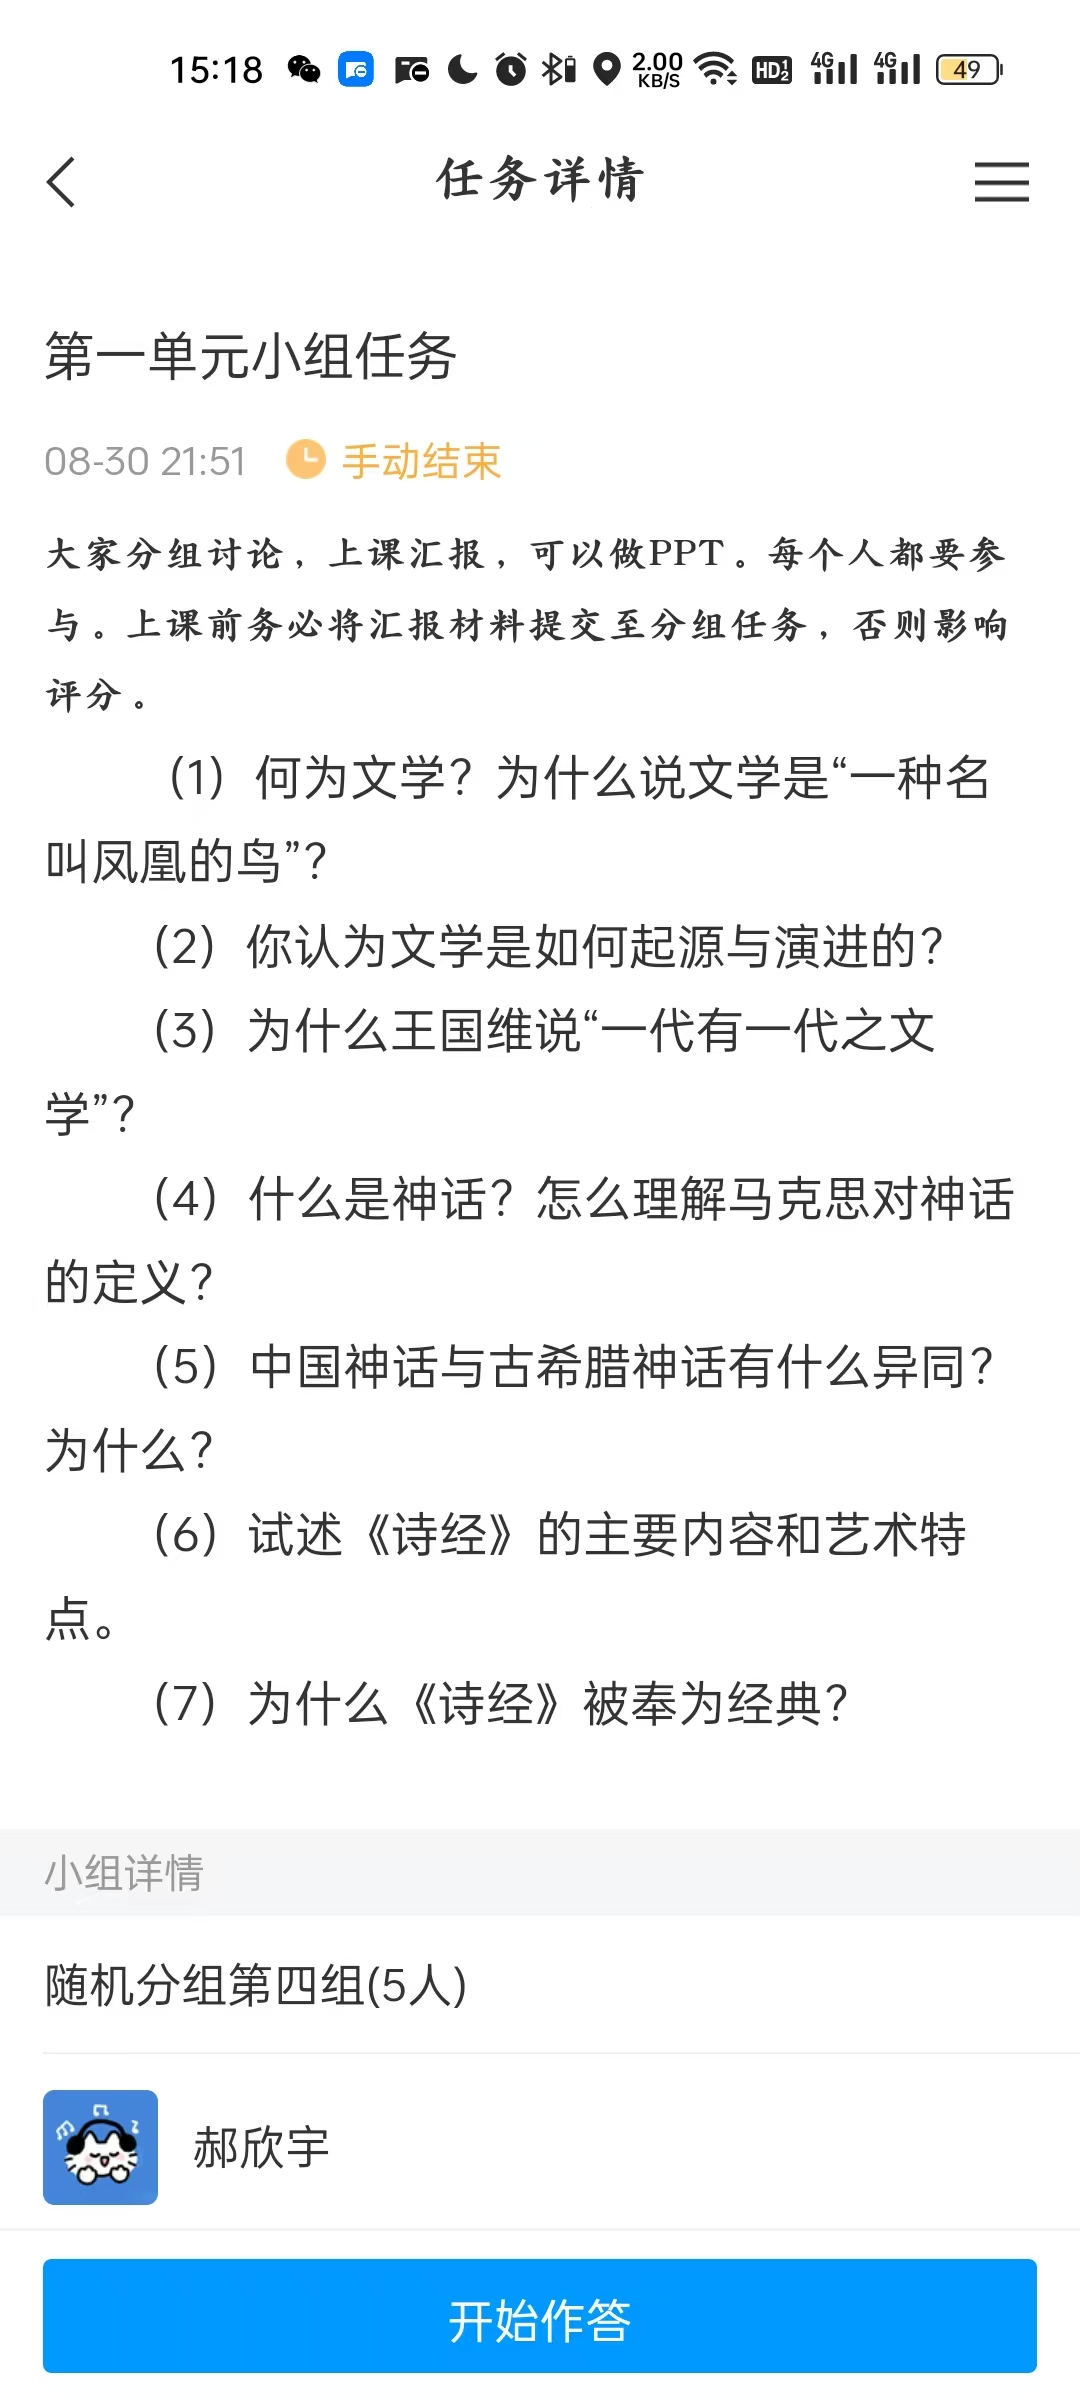 15:18 2.00 KB/S HD 1 2 4G 4G 49
任务详情
第一单元小组任务
08-30 21:51 手动结束
大家分组讨论，上课汇报，可以做PPT。每个人都要参
与。上课前务必将汇报材料提交至分组任务，否则影响
评分。
（1）何为文学？为什么说文学是“一种名
叫凤凰的鸟”？
（2）你认为文学是如何起源与演进的？
（3）为什么王国维说“一代有一代之文
学”？
（4）什么是神话？怎么理解马克思对神话
的定义？
（5）中国神话与古希腊神话有什么异同？
为什么？
（6）试述《诗经》的主要内容和艺术特
点。
（7）为什么《诗经》被奉为经典？
小组详情
随机分组第四组(5人)
郝欣宇
开始作答